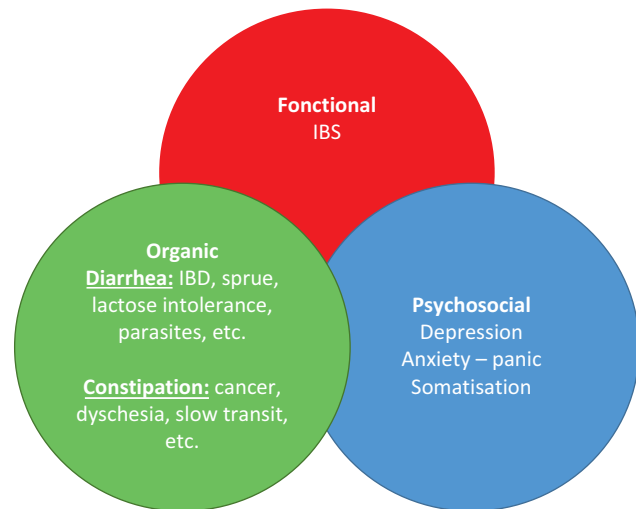 Fonctional
IBS
Organic
Diarrhea: IBD, sprue,
lactose intolerance,
parasites, etc.
Constipation: cancer,
dyschesia, slow transit,
etc.
Psychosocial
Depression
Anxiety – panic
Somatisation